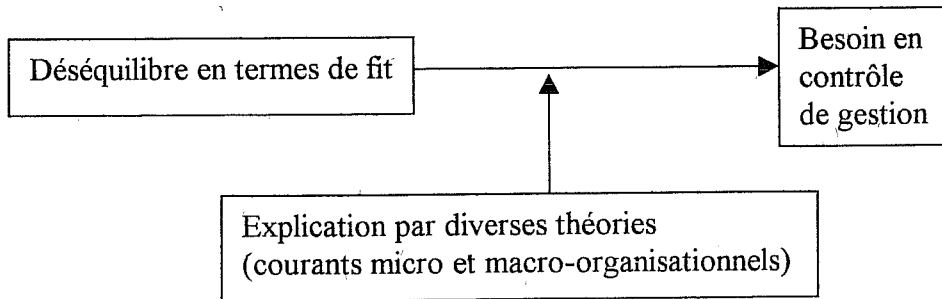 Déséquilibre en termes de fit
Besoin en
contrôle
de gestion
Explication par diverses théories
(courants micro et macro-organisationnels)